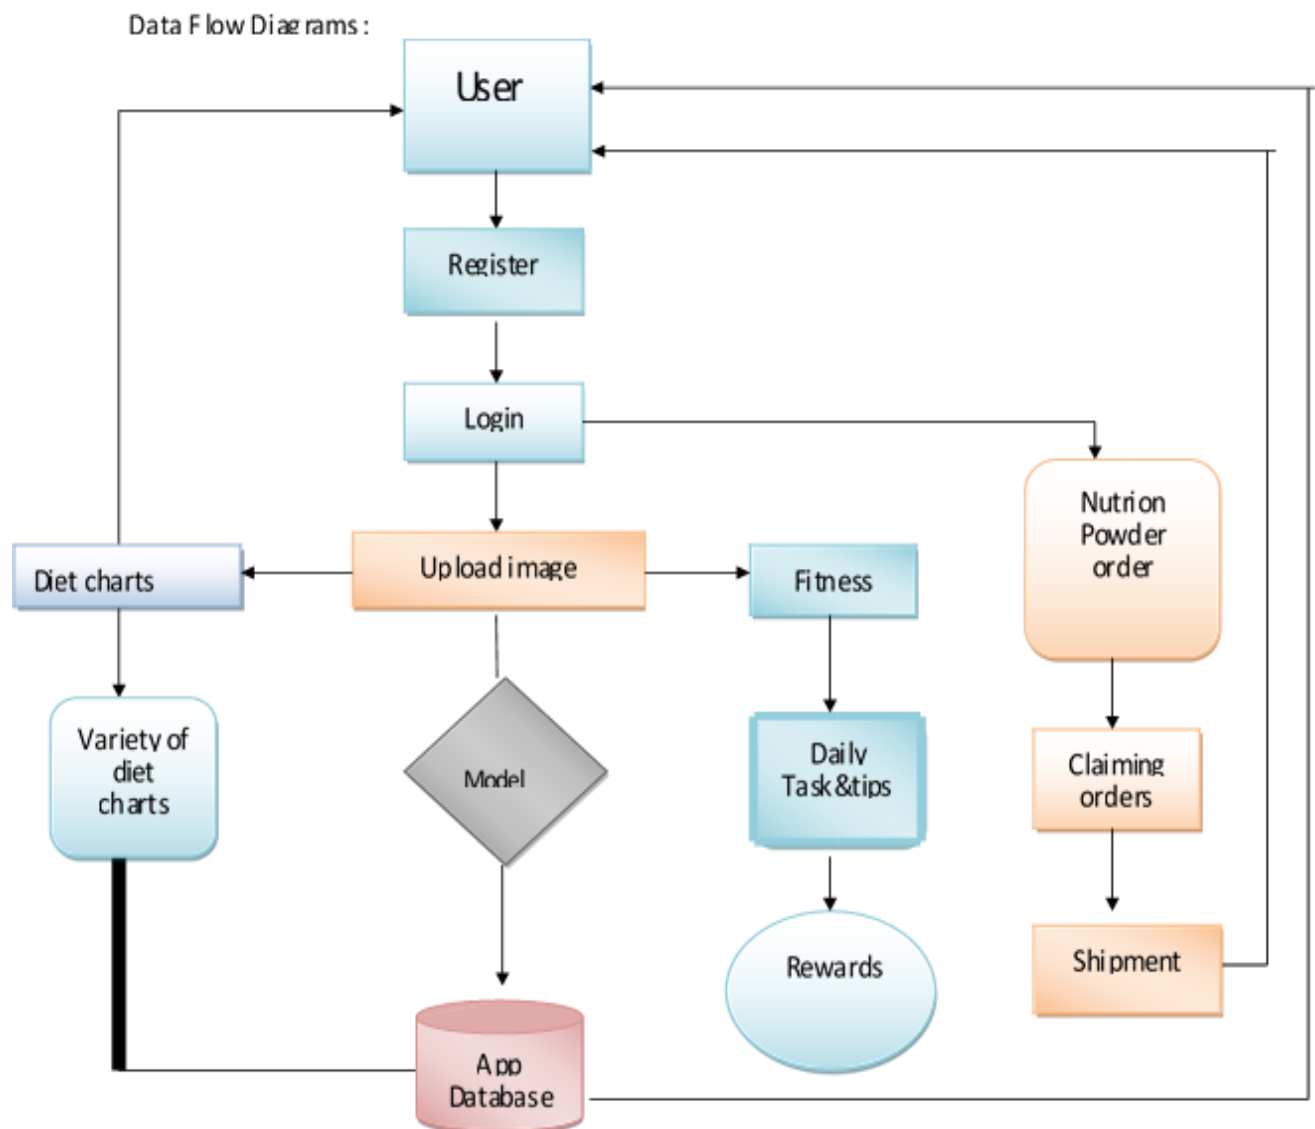 Data Flow Diagrams :
User
Register
Login
Nutrion
Powder
order
Diet charts
Upload image
Fitness
Variety of
diet
charts
Model
Daily
Task&tips
Claiming
orders
Rewards
Shipment
App
Database